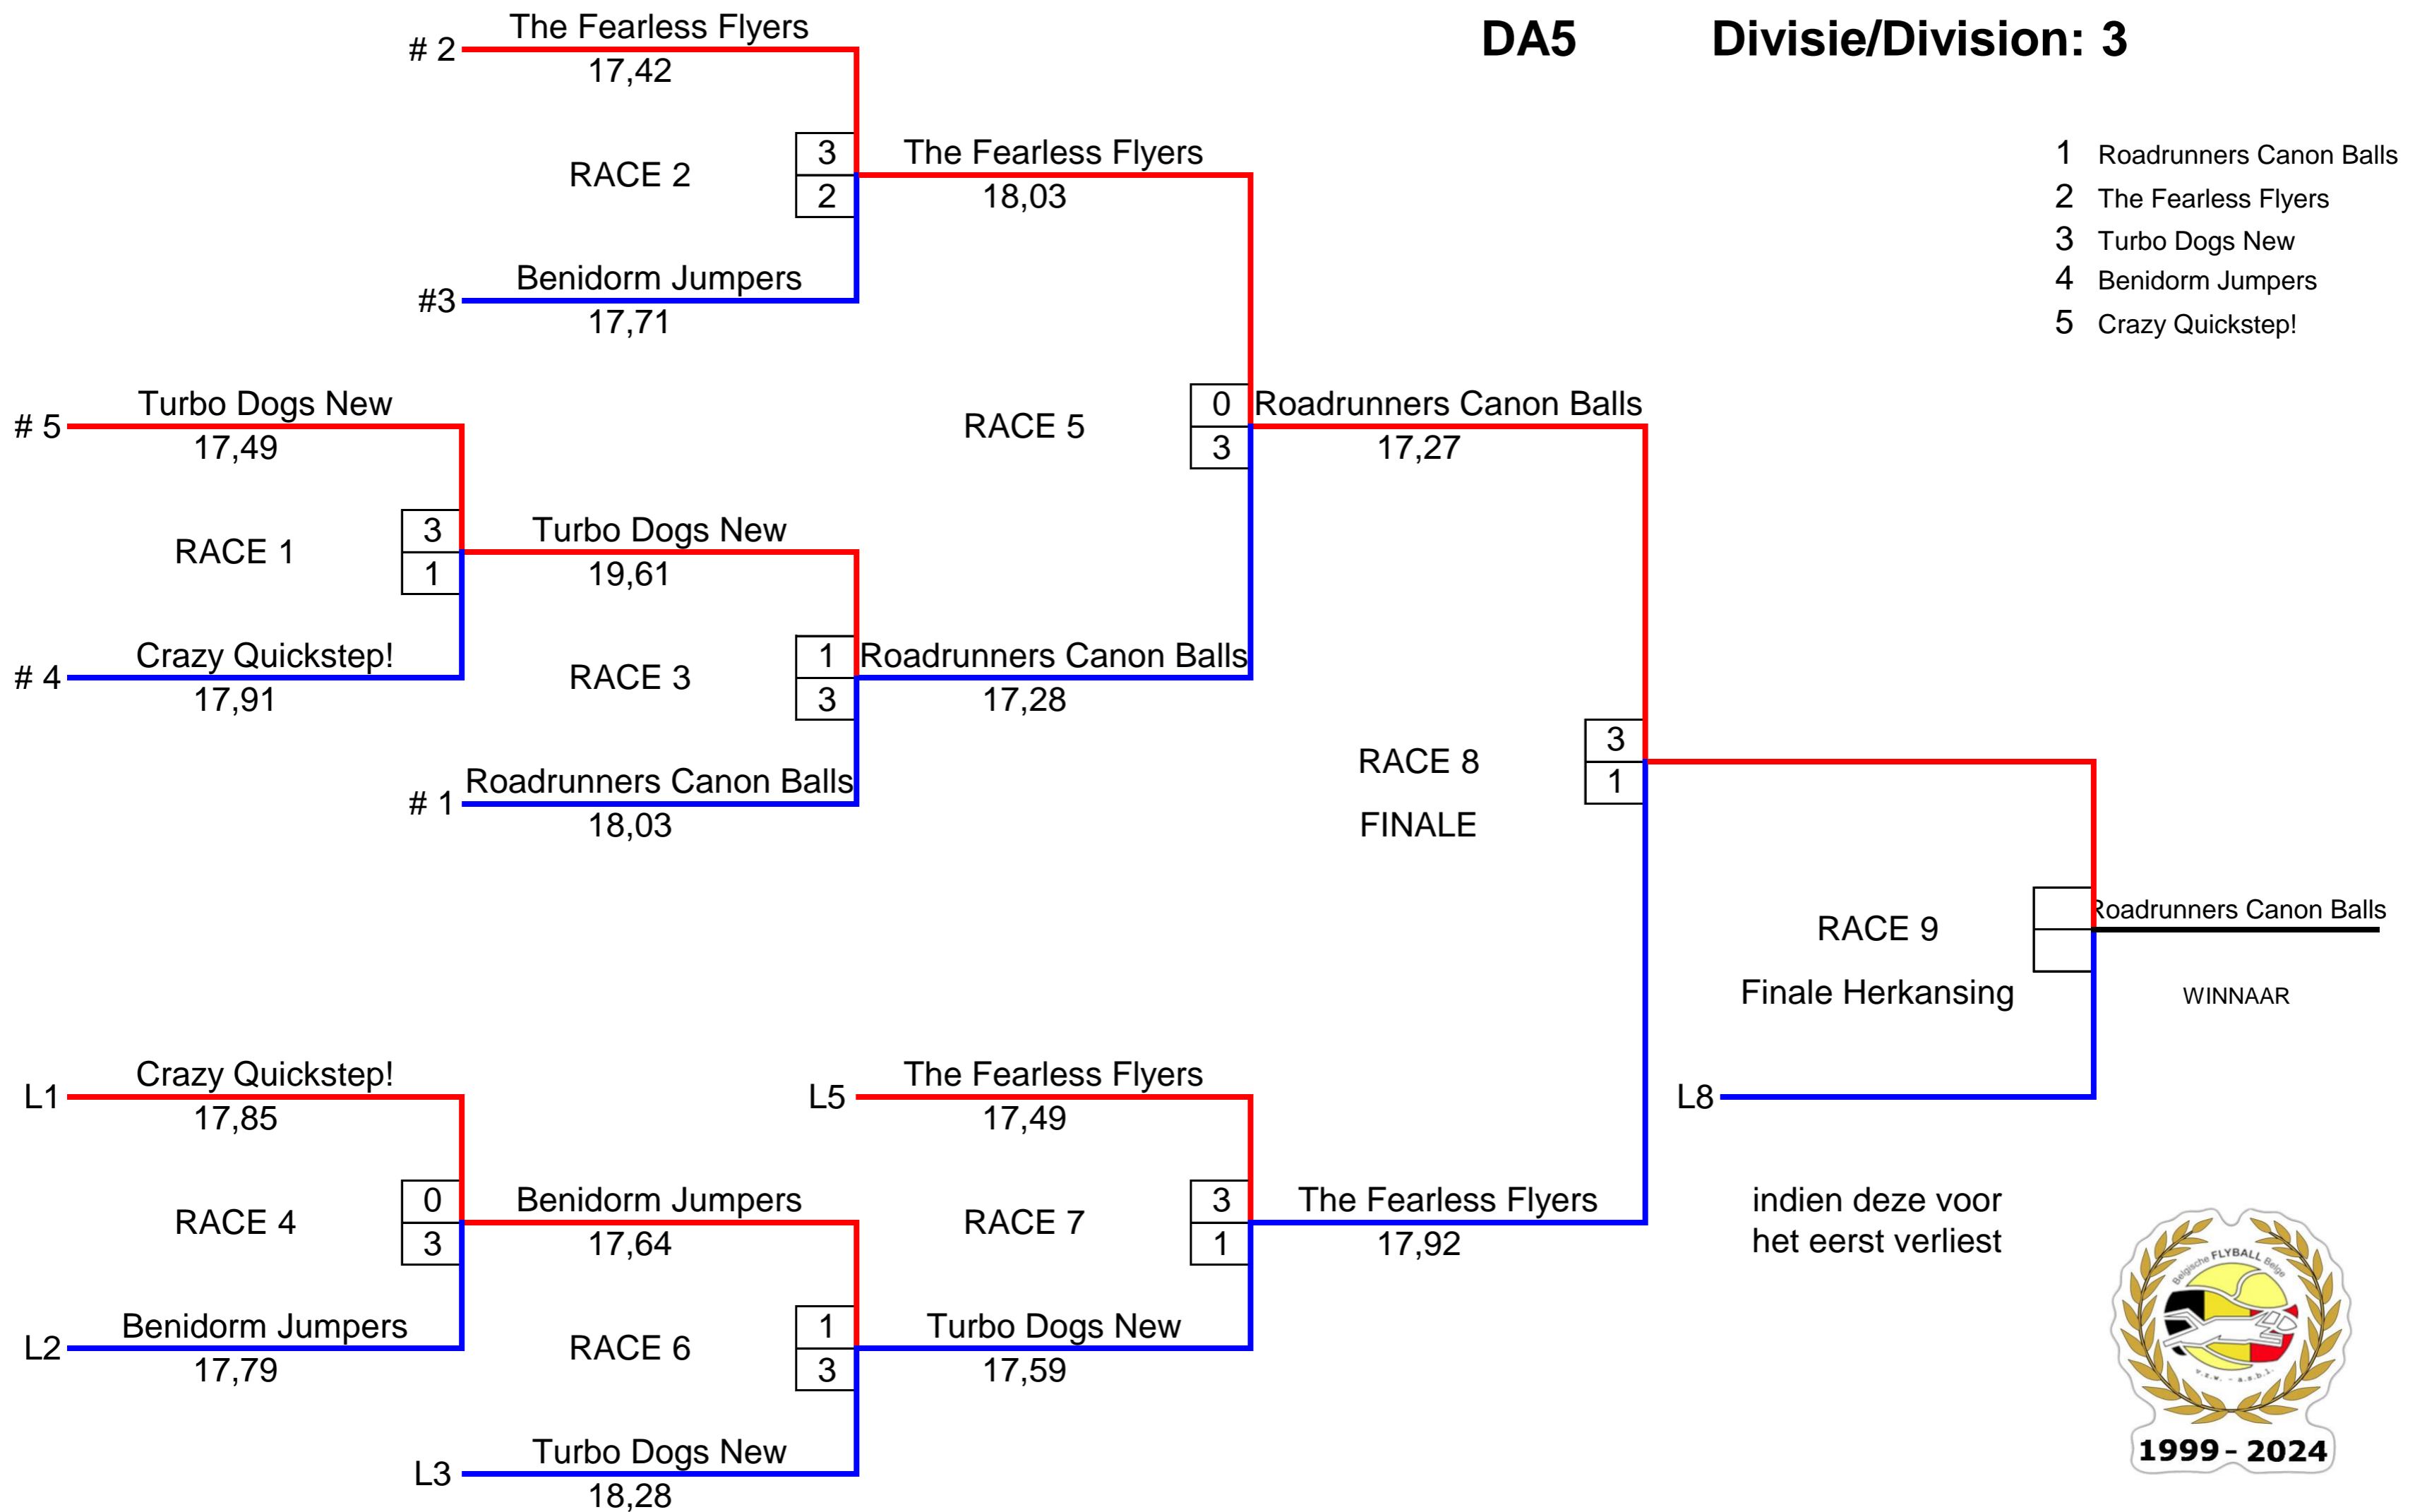 DA5 Divisie/Division: 3
# 2 The Fearless Flyers
17,42
RACE 2
3
2
#3 Benidorm Jumpers
17,71
The Fearless Flyers
18,03
1 Roadrunners Canon Balls
2 The Fearless Flyers
3 Turbo Dogs New
4 Benidorm Jumpers
5 Crazy Quickstep!
# 5 Turbo Dogs New
17,49
RACE 1
3
1
# 4 Crazy Quickstep!
17,91
Turbo Dogs New
19,61
RACE 3
1
3
# 1 Roadrunners Canon Balls
18,03
Roadrunners Canon Balls
17,28
RACE 5
0
3
Roadrunners Canon Balls
17,27
RACE 8
FINALE
3
1
RACE 9
Finale Herkansing
Roadrunners Canon Balls
WINNAAR
L1 Crazy Quickstep!
17,85
RACE 4
0
3
L2 Benidorm Jumpers
17,79
Benidorm Jumpers
17,64
RACE 6
1
3
L3 Turbo Dogs New
18,28
L5 The Fearless Flyers
17,49
RACE 7
3
1
Turbo Dogs New
17,59
The Fearless Flyers
17,92
L8
indien deze voor
het eerst verliest
Belgische FLYBALL Belge
v.z.w. - a.s.b.l.
1999 - 2024